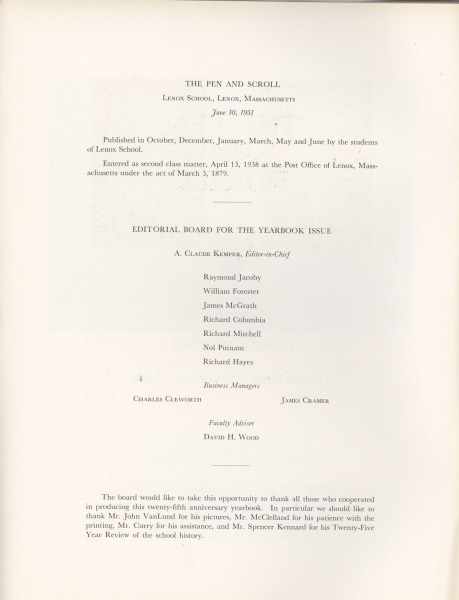 THE PEN AND SCROLL
Lenox School, Lenox, Massachusetts
June 10, 1951
Published in October, December, January, March, May and June by the students
of Lenox School.
Entered as second class matter, April 13, 1938 at the Post Office of Lenox, Mass-
achusetts under the act of March 3, 1879.
EDITORIAL BOARD FOR THE YEARBOOK ISSUE
A. Claude Kemper, Editor-in-Chief
Raymond Jacoby
William Forester
James McGeath
Richard Columbia
Richard Mitchell
Nol Putnam
Richard Hayes
Business Managers
Charles Cleworth James Cramer
Faculty Adviser
David H. Wood
The board would like to take this opportunity to thank all those who cooperated
in producing this twenty-fifth anniversary yearbook. In particular we should like to
thank Mr. John VanLund for his pictures, Mr. McClelland for his patience with the
printing, Mr. Curry for his assistance, and Mr. Spencer Kennard for his Twenty-Five
Year Review of the school history.